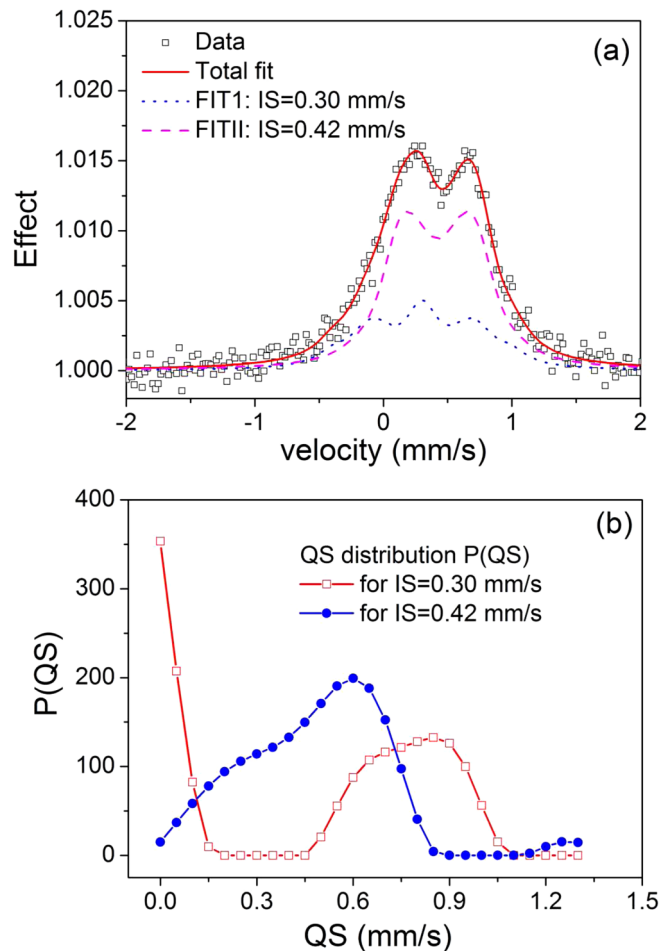 1.025
(a)
Data
1.020
Total fit
FIT1: IS=0.30 mm/s
FITII: IS=0.42 mm/s
1.015
Effect
1.010
1.005
1.000
-2 -1 0 1 2
velocity (mm/s)
400
(b)
QS distribution P(QS)
for IS=0.30 mm/s
300
for IS=0.42 mm/s
P(QS)
200
100
0
0.0 0.3 0.6 0.9 1.2 1.5
QS (mm/s)